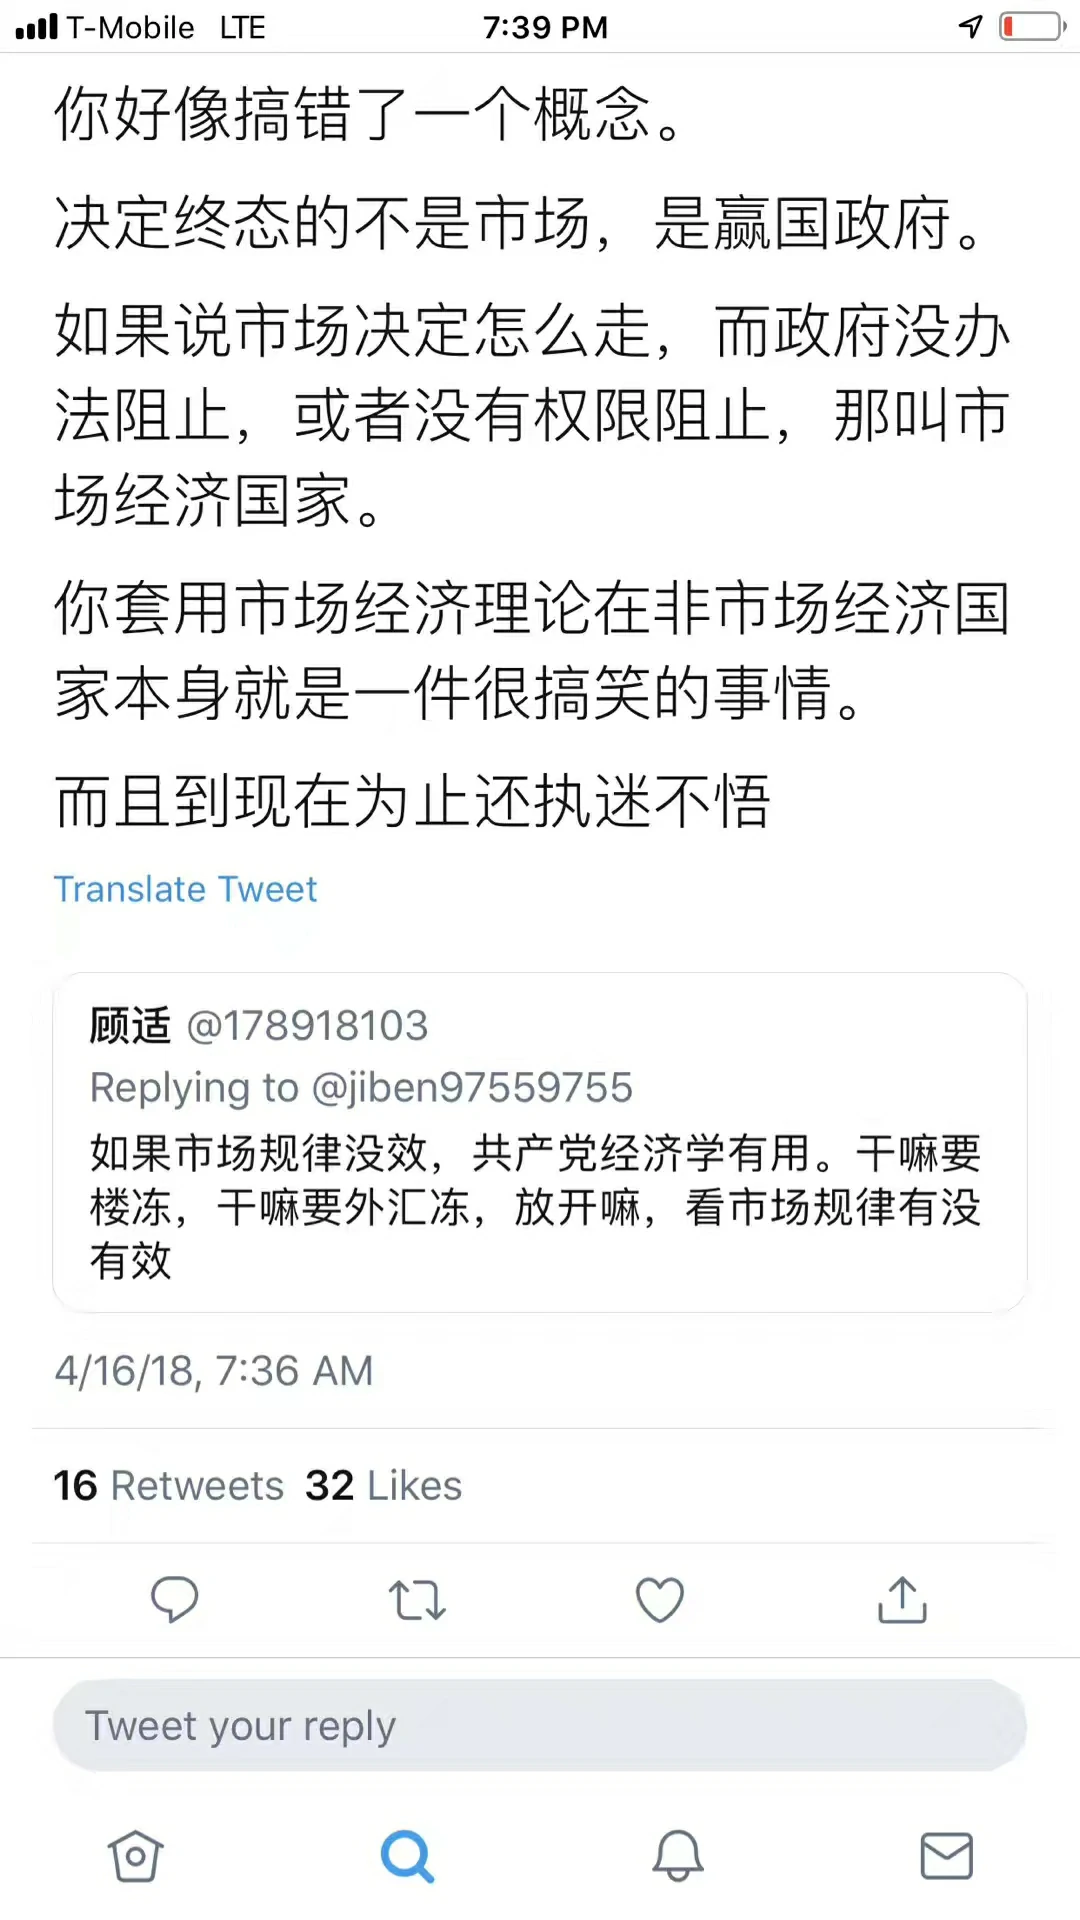 T-Mobile LTE 7:39 PM
你好像搞错了一个概念。
决定终态的不是市场，是赢国政府。
如果说市场决定怎么走，而政府没办
法阻止，或者没有权限阻止，那叫市
场经济国家。
你套用市场经济理论在非市场经济国
家本身就是一件很搞笑的事情。
而且到现在为止还执迷不悟
Translate Tweet
顾适 @178918103
Replying to @jiben97559755
如果市场规律没效，共产党经济学有用。干嘛要
楼冻，干嘛要外汇冻，放开嘛，看市场规律有没
有效
4/16/18, 7:36 AM
16 Retweets 32 Likes
Tweet your reply